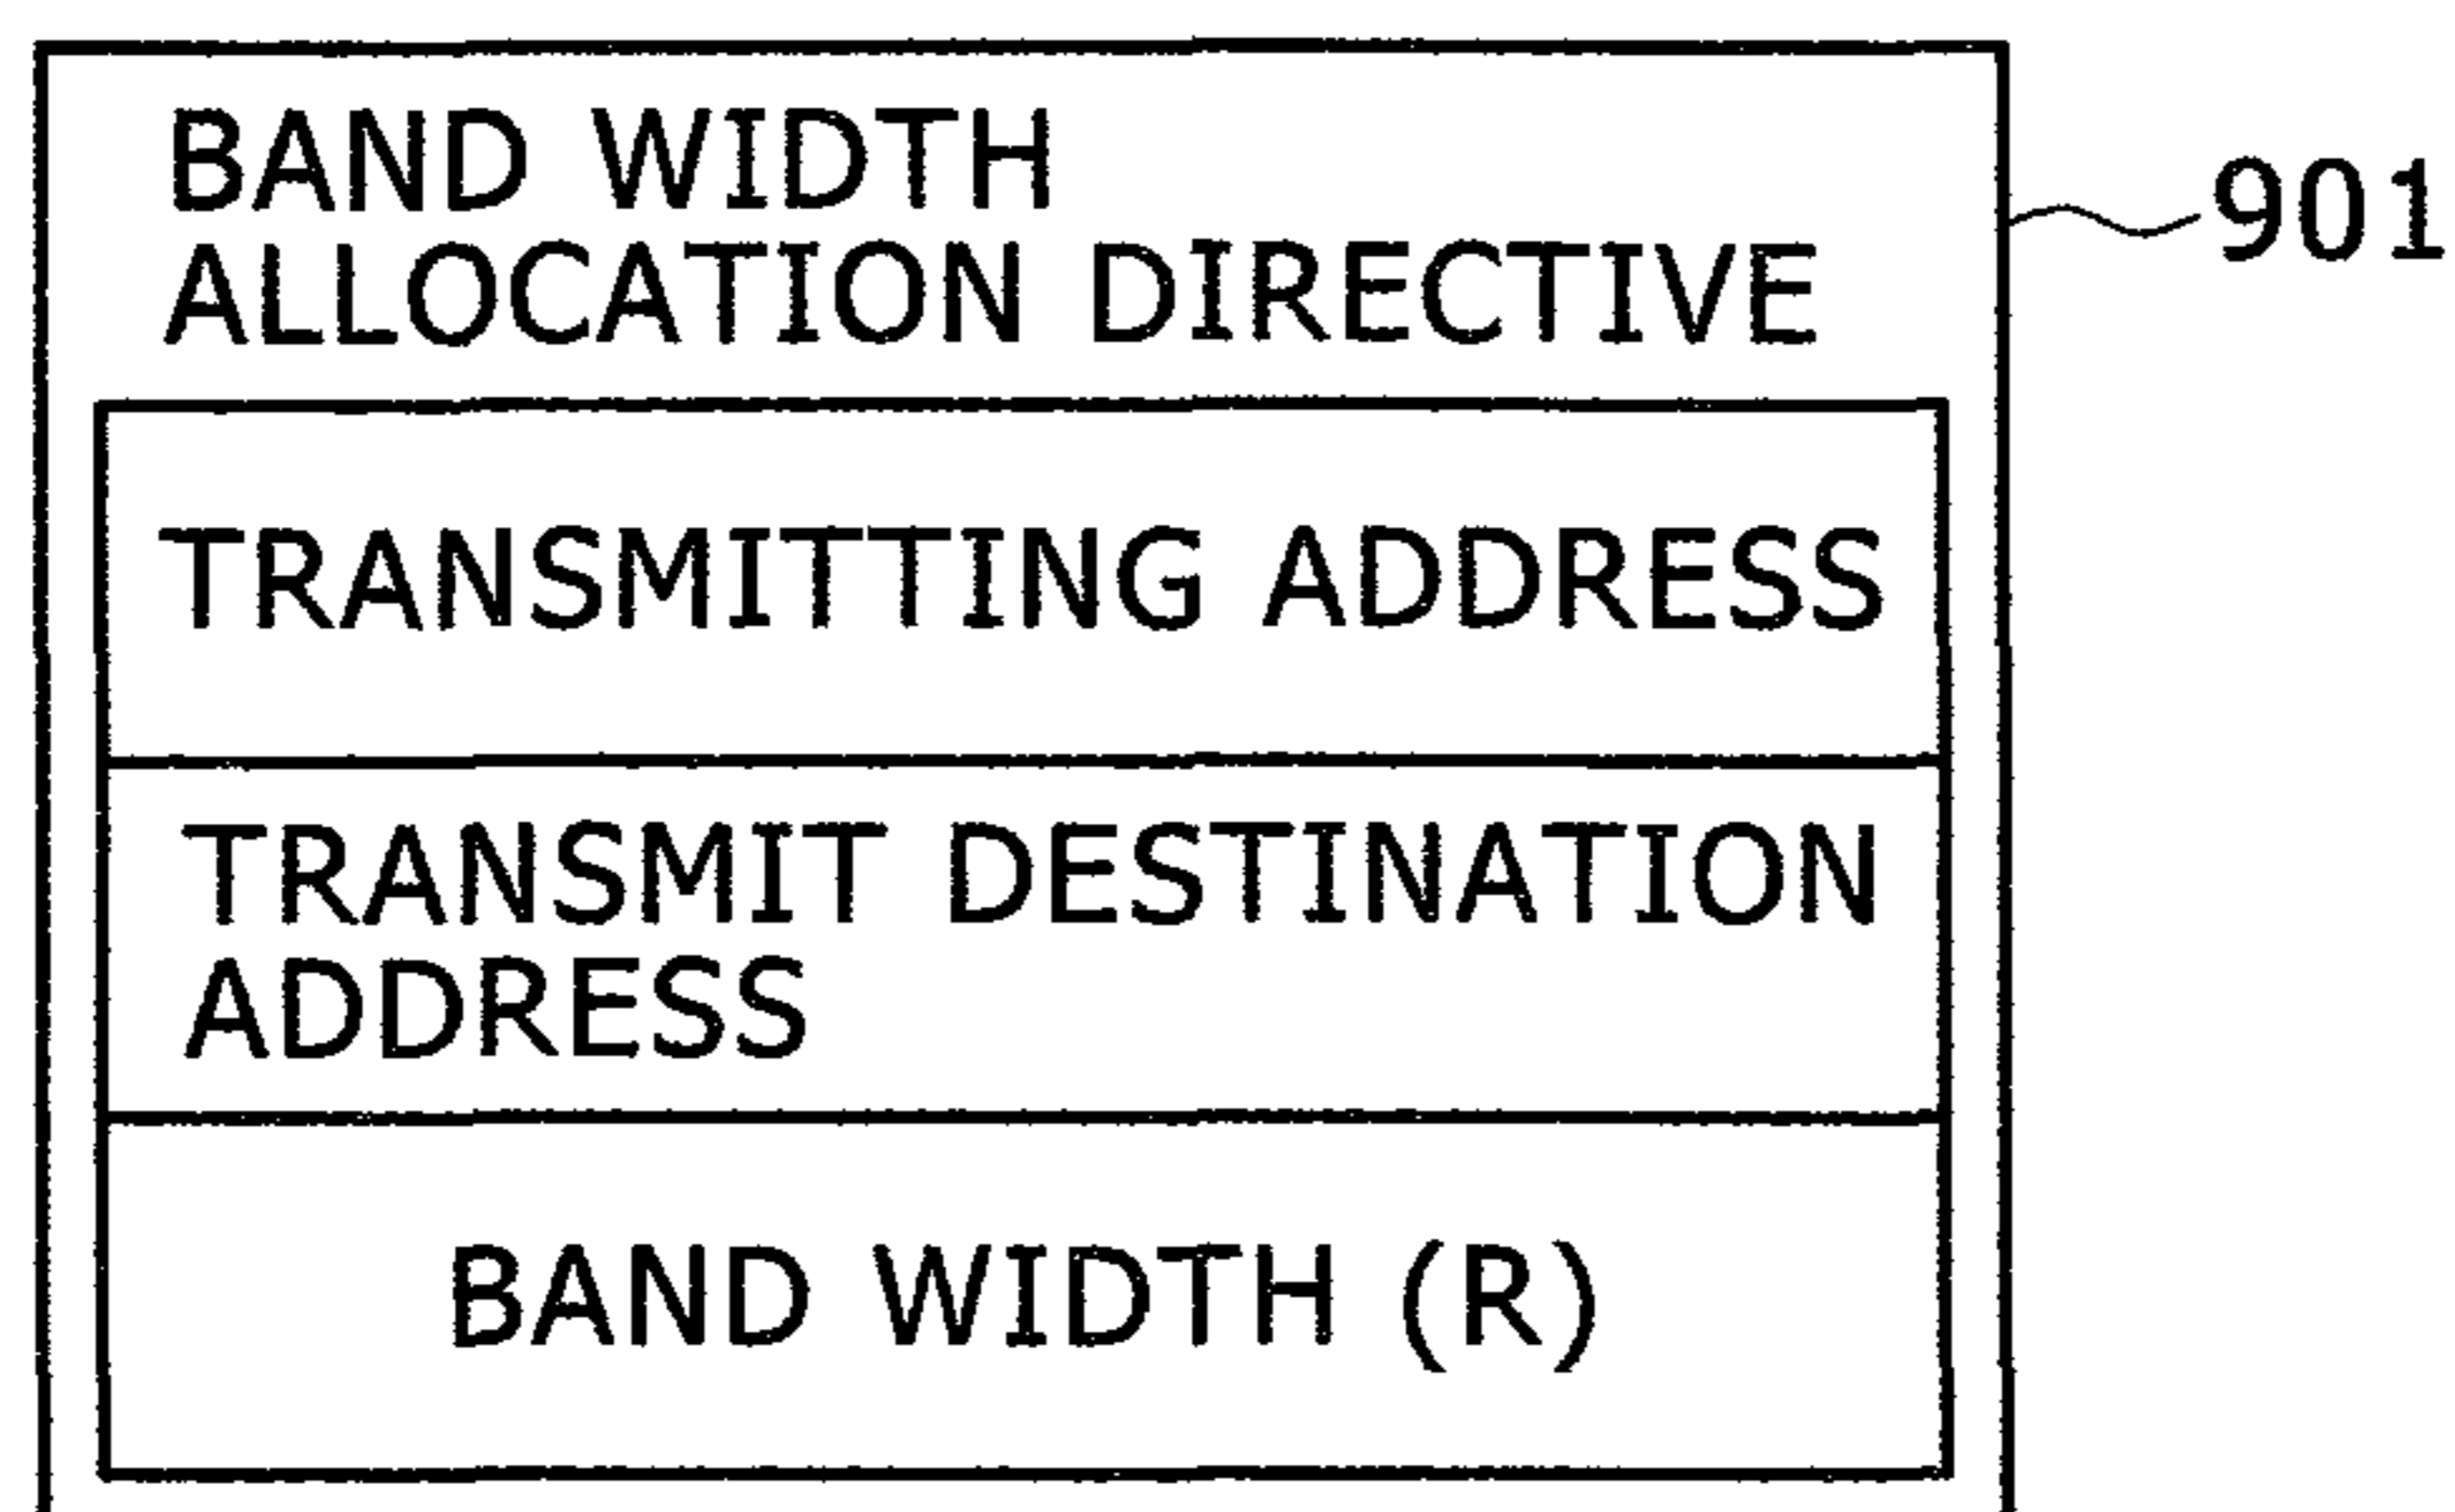 BAND WIDTH
ALLOCATION DIRECTIVE
901
TRANSMITTING ADDRESS
TRANSMIT DESTINATION
ADDRESS
BAND WIDTH (R)